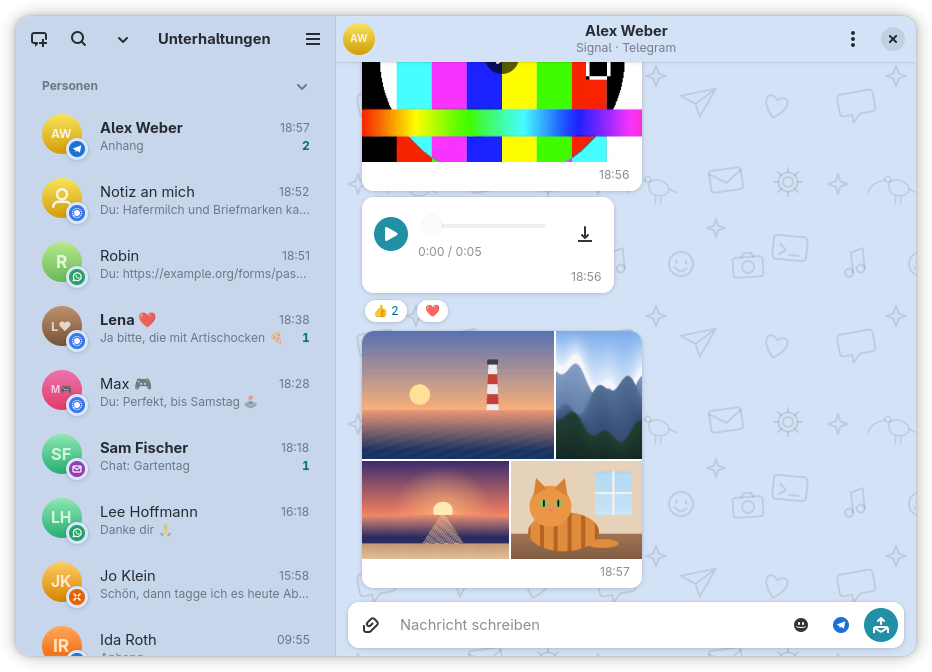 Unterhaltungen
Personen
AW
Alex Weber 18:57
Anhang 2
Notiz an mich 18:52
Du: Hafermilch und Briefmarken ka…
R
Robin 18:51
Du: https://example.org/forms/pas…
L❤
Lena ❤️ 18:38
Ja bitte, die mit Artischocken 🍕 1
M🎮
Max 🎮 18:28
Du: Perfekt, bis Samstag 🕹️
SF
Sam Fischer 18:18
Chat: Gartentag 1
LH
Lee Hoffmann 16:18
Danke dir 🙏
JK
Jo Klein 15:58
Schön, dann tagge ich es heute Ab…
IR
Ida Roth 09:55
AW
Alex Weber
Signal · Telegram
18:56
0:00 / 0:05
18:56
👍 2 ❤️
18:57
Nachricht schreiben